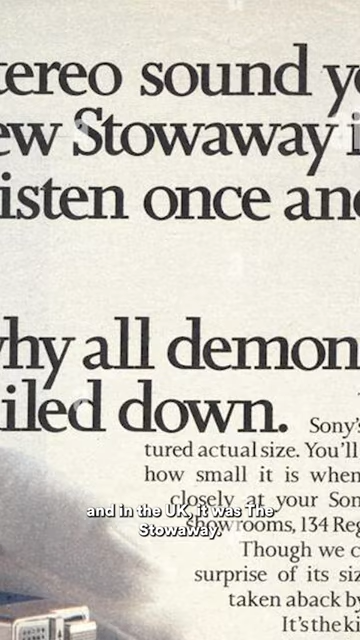 tereo sound yo
ew Stowaway i
isten once and
why all demon
iled down.
Sony's
tured actual size. You'll
how small it is when
closely at your Son
showrooms, 134 Reg
and in the UK, it was The
Stowaway.
Though we c
surprise of its siz
taken aback by
It's the ki